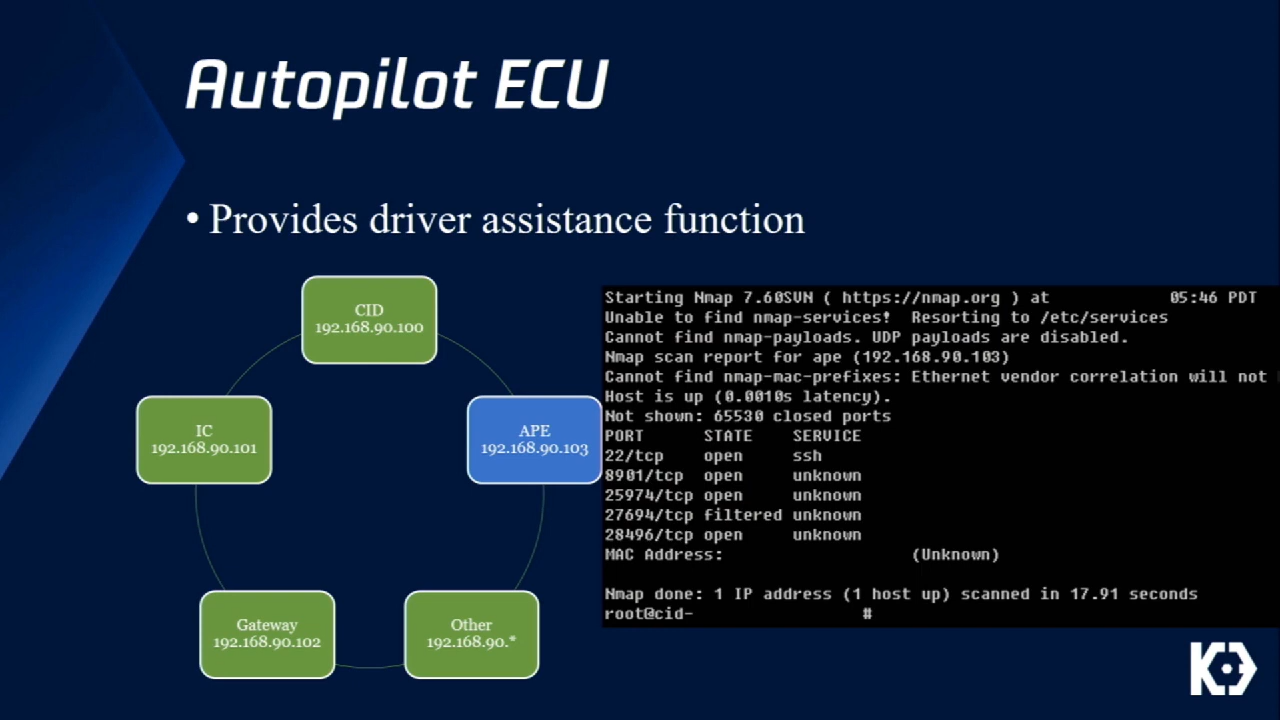 Autopilot ECU
• Provides driver assistance function
CID
192.168.90.100
IC
192.168.90.101
APE
192.168.90.103
Gateway
192.168.90.102
Other
192.168.90.*
Starting Nmap 7.60SVN ( https://nmap.org ) at 05:46 PDT
Unable to find nmap-services! Resorting to /etc/services
Cannot find nmap-payloads. UDP payloads are disabled.
Nmap scan report for ape (192.168.90.103)
Cannot find nmap-mac-prefixes: Ethernet vendor correlation will not
Host is up (0.0010s latency).
Not shown: 65530 closed ports
PORT STATE SERVICE
22/tcp open ssh
8901/tcp open unknown
25974/tcp open unknown
27694/tcp filtered unknown
28496/tcp open unknown
MAC Address: (Unknown)
Nmap done: 1 IP address (1 host up) scanned in 17.91 seconds
root@cid- #